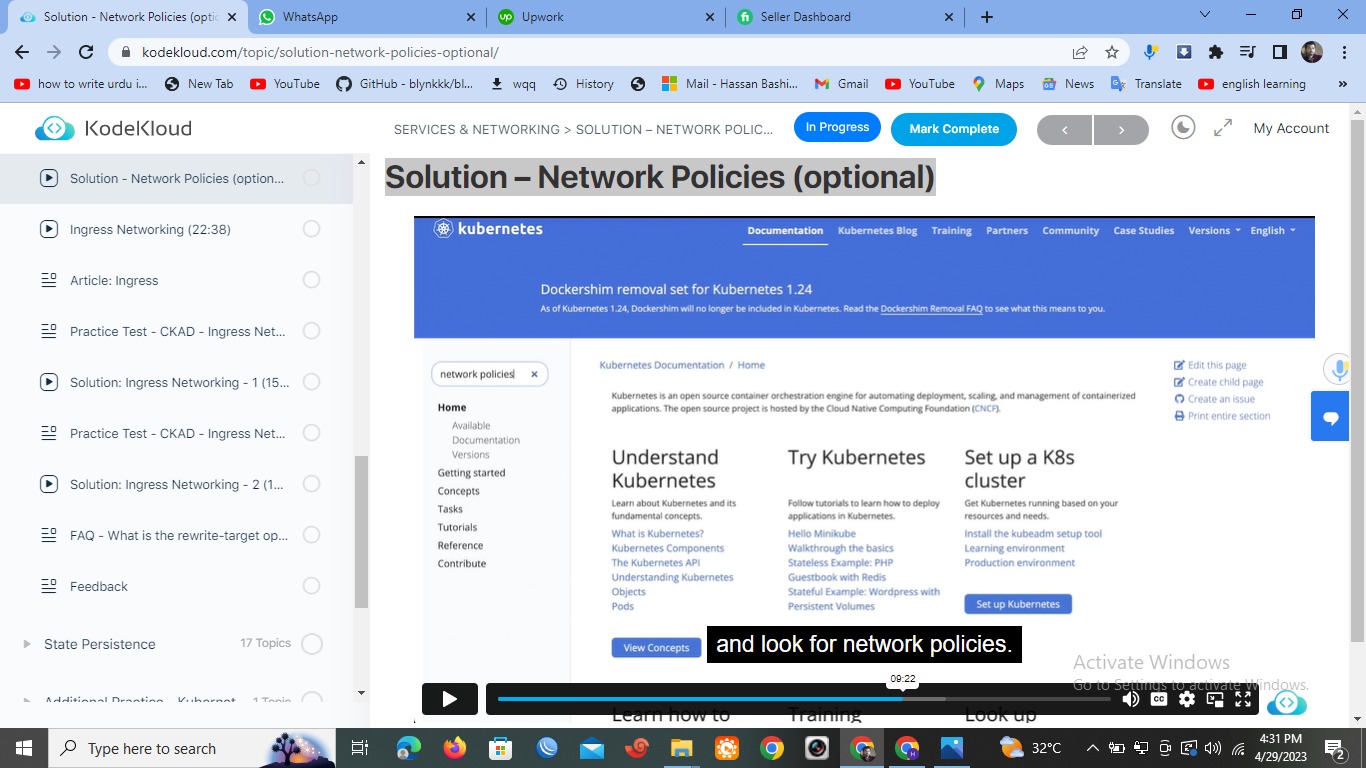 Solution - Network Policies (optic
WhatsApp
Upwork
Seller Dashboard
kodekloud.com/topic/solution-network-policies-optional/
how to write urdu i...
New Tab
YouTube
GitHub - blynkkk/bl...
wqq
History
Mail - Hassan Bashi...
Gmail
YouTube
Maps
News
Translate
english learning
KodeKloud
SERVICES & NETWORKING > SOLUTION – NETWORK POLIC...
In Progress
Mark Complete
My Account
Solution - Network Policies (option...
Ingress Networking (22:38)
Article: Ingress
Practice Test - CKAD - Ingress Net...
Solution: Ingress Networking - 1 (15...
Practice Test - CKAD - Ingress Net...
Solution: Ingress Networking - 2 (1...
FAQ - What is the rewrite-target op...
Feedback
State Persistence
17 Topics
Additional Practice - Kubernet
1 Topic
Solution – Network Policies (optional)
kubernetes
Documentation
Kubernetes Blog
Training
Partners
Community
Case Studies
Versions
English
Dockershim removal set for Kubernetes 1.24
As of Kubernetes 1.24, Dockershim will no longer be included in Kubernetes. Read the Dockershim Removal FAQ to see what this means to you.
network policies
Home
Available
Documentation
Versions
Getting started
Concepts
Tasks
Tutorials
Reference
Contribute
Kubernetes Documentation / Home
Kubernetes is an open source container orchestration engine for automating deployment, scaling, and management of containerized
applications. The open source project is hosted by the Cloud Native Computing Foundation (CNCF).
Edit this page
Create child page
Create an issue
Print entire section
Understand
Kubernetes
Learn about Kubernetes and its
fundamental concepts.
What is Kubernetes?
Kubernetes Components
The Kubernetes API
Understanding Kubernetes
Objects
Pods
View Concepts
Try Kubernetes
Follow tutorials to learn how to deploy
applications in Kubernetes.
Hello Minikube
Walkthrough the basics
Stateless Example: PHP
Guestbook with Redis
Stateful Example: Wordpress with
Persistent Volumes
Set up a K8s
cluster
Get Kubernetes running based on your
resources and needs.
Install the kubeadm setup tool
Learning environment
Production environment
Set up Kubernetes
and look for network policies.
09:22
CC
Learn how to
Training
Look up
Activate Windows
Go to Settings to activate Windows.
Type here to search
32°C
4:31 PM
4/29/2023
2